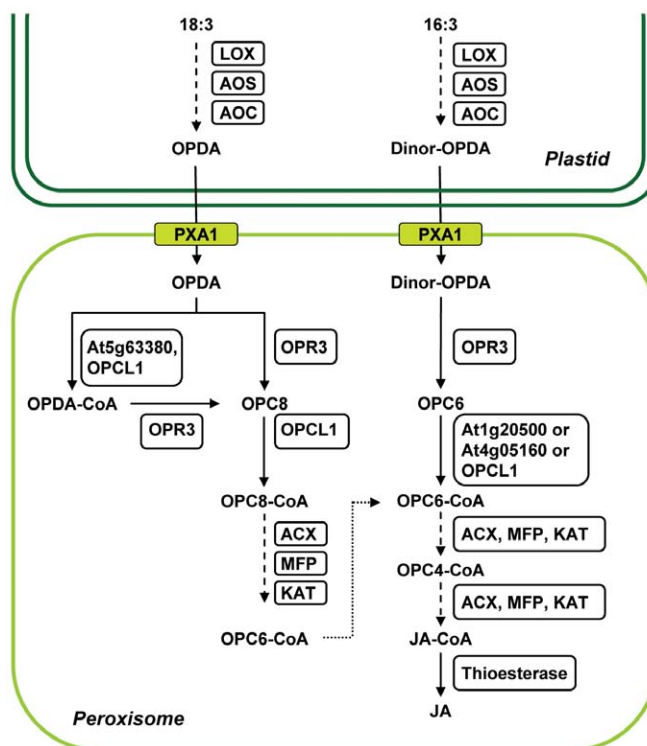 18:3
LOX
AOS
AOC
OPDA
16:3
LOX
AOS
AOC
Dinor-OPDA
Plastid
PXA1
PXA1
OPDA
Dinor-OPDA
At5g63380,
OPCL1
OPR3
OPR3
OPDA-CoA
OPR3
OPC8
OPC6
OPCL1
At1g20500 or
At4g05160 or
OPCL1
OPC8-CoA
OPC6-CoA
ACX
MFP
KAT
ACX, MFP, KAT
OPC4-CoA
ACX, MFP, KAT
OPC6-CoA
JA-CoA
Thioesterase
JA
Peroxisome